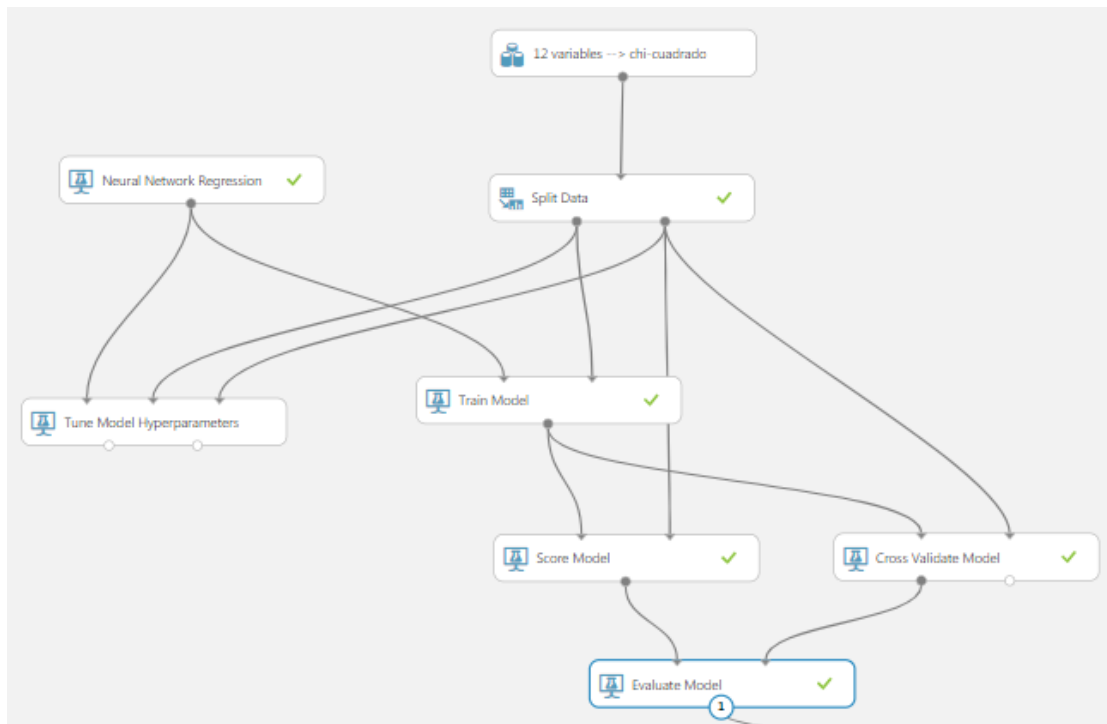 12 variables --> chi-cuadrado
Neural Network Regression
Split Data
Train Model
Tune Model Hyperparameters
Score Model
Cross Validate Model
Evaluate Model
1